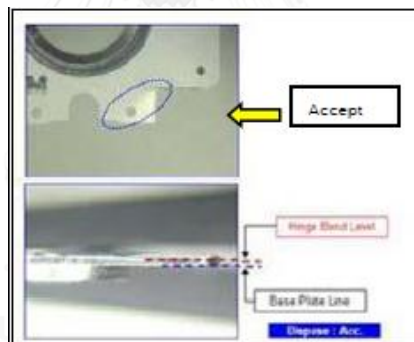 Accept
Hinge Bend Level
Base Plate Line
Dispose : Acc.